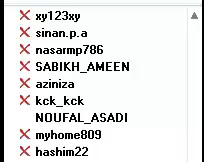 xy123xy
sinan.p.a
nasarmp786
SABIKH_AMEEN
aziniza
kck_kck
NOUFAL_ASADI
myhome809
hashim22